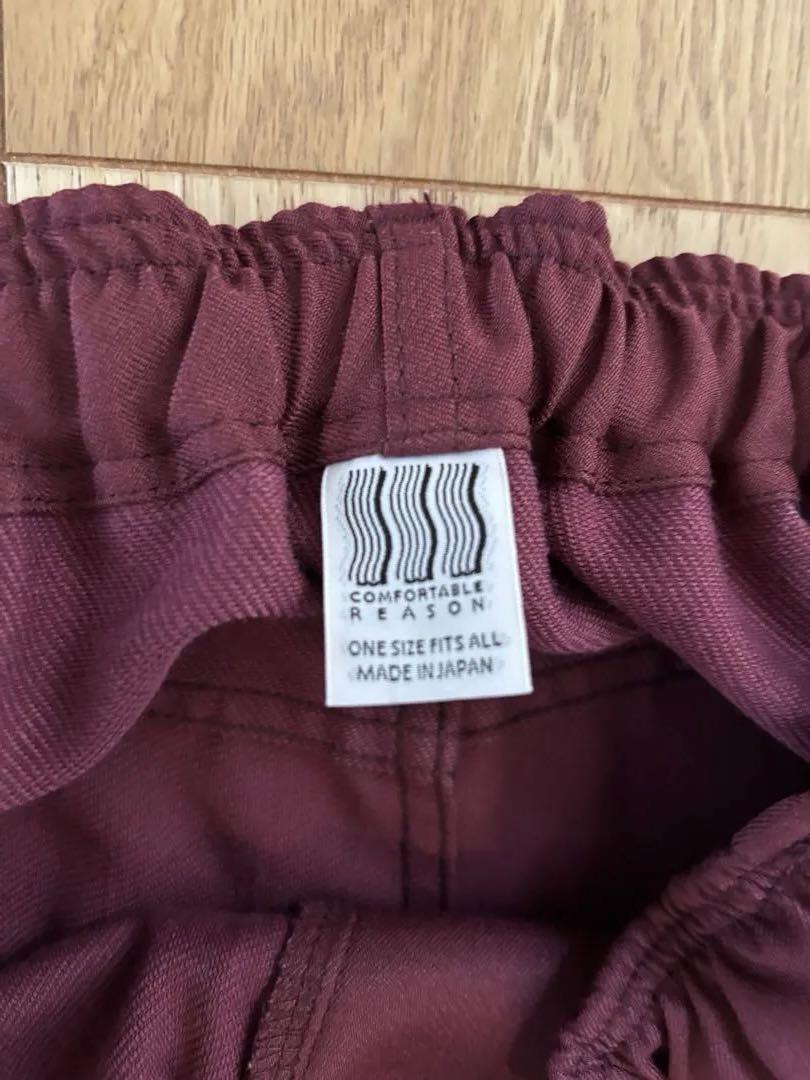 COMFORTABLE
REASON
ONE SIZE FITS ALL
MADE IN JAPAN